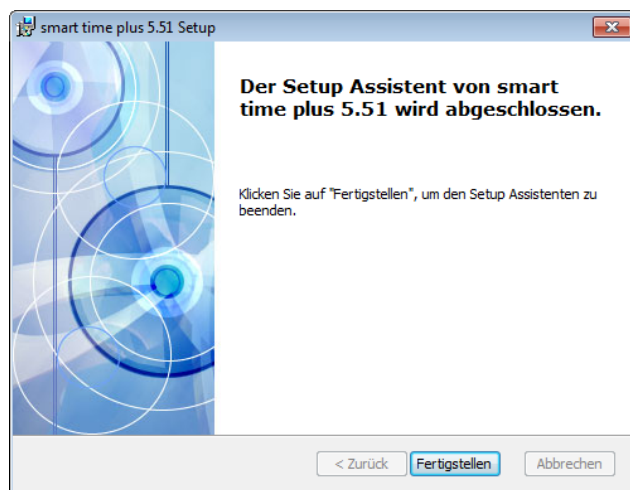 smart time plus 5.51 Setup
Der Setup Assistent von smart
time plus 5.51 wird abgeschlossen.
Klicken Sie auf "Fertigstellen", um den Setup Assistenten zu
beenden.
< Zurück Fertigstellen Abbrechen